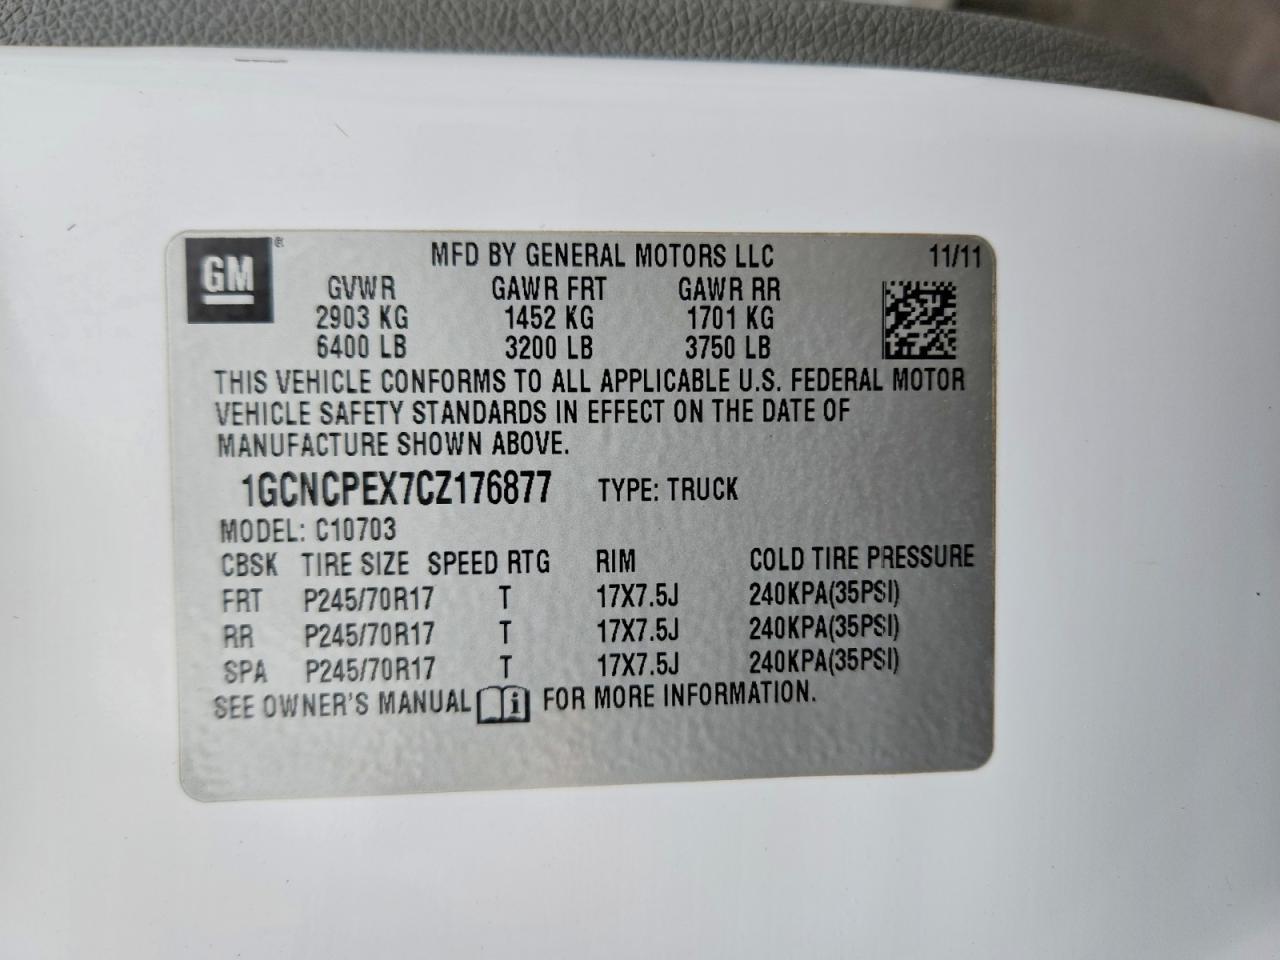 GM ®
MFD BY GENERAL MOTORS LLC 11/11
GVWR GAWR FRT GAWR RR
2903 KG 1452 KG 1701 KG
6400 LB 3200 LB 3750 LB
THIS VEHICLE CONFORMS TO ALL APPLICABLE U.S. FEDERAL MOTOR
VEHICLE SAFETY STANDARDS IN EFFECT ON THE DATE OF
MANUFACTURE SHOWN ABOVE.
1GCNCPEX7CZ176877 TYPE: TRUCK
MODEL: C10703
CBSK TIRE SIZE SPEED RTG RIM COLD TIRE PRESSURE
FRT P245/70R17 T 17X7.5J 240KPA(35PSI)
RR P245/70R17 T 17X7.5J 240KPA(35PSI)
SPA P245/70R17 T 17X7.5J 240KPA(35PSI)
SEE OWNER'S MANUAL i FOR MORE INFORMATION.